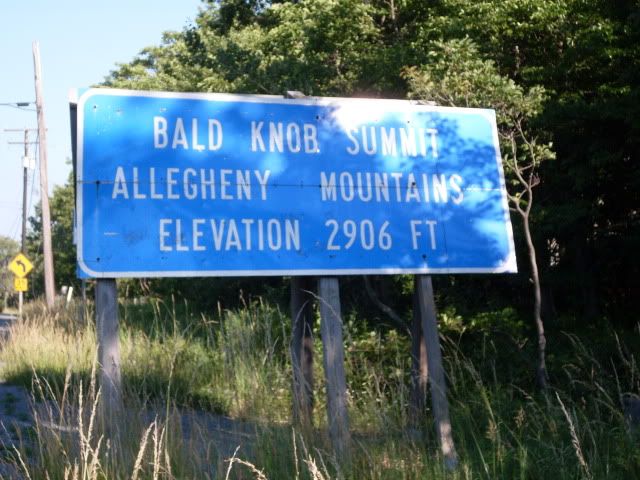 BALD KNOB SUMMIT
ALLEGHENY MOUNTAINS
ELEVATION 2906 FT